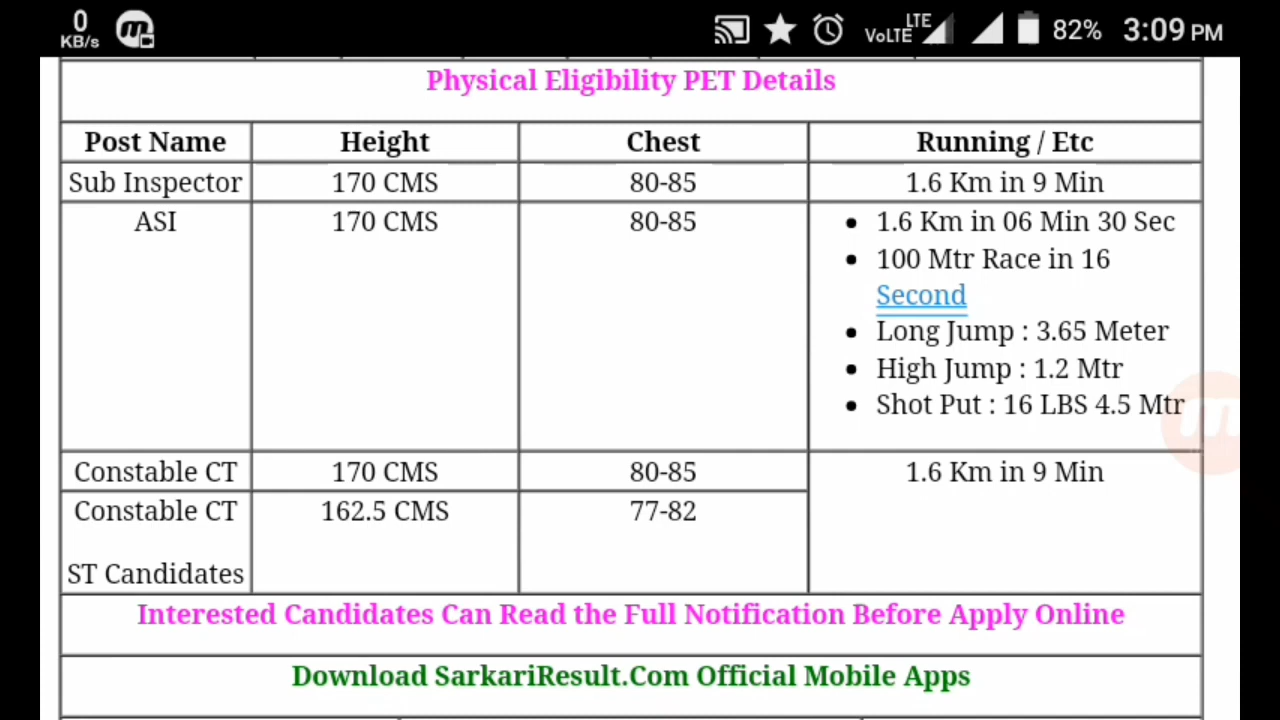 0
KB/s
VoLTE LTE 82% 3:09 PM
Physical Eligibility PET Details
Post Name Height Chest Running / Etc
Sub Inspector 170 CMS 80-85 1.6 Km in 9 Min
ASI 170 CMS 80-85 • 1.6 Km in 06 Min 30 Sec
• 100 Mtr Race in 16
Second
• Long Jump : 3.65 Meter
• High Jump : 1.2 Mtr
• Shot Put : 16 LBS 4.5 Mtr
Constable CT 170 CMS 80-85 1.6 Km in 9 Min
Constable CT 162.5 CMS 77-82
ST Candidates
Interested Candidates Can Read the Full Notification Before Apply Online
Download SarkariResult.Com Official Mobile Apps